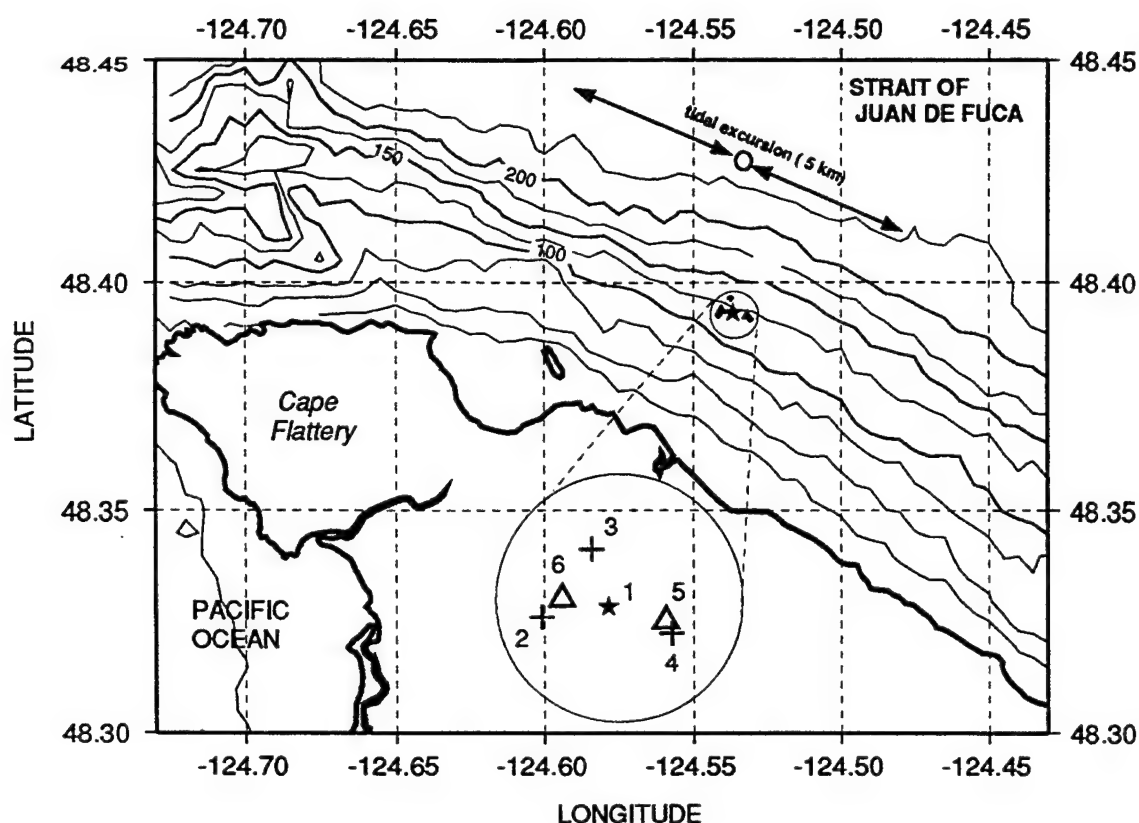 -124.70 -124.65 -124.60 -124.55 -124.50 -124.45
48.45 48.45
STRAIT OF
JUAN DE FUCA
tidal excursion ( 5 km)
150
200
100
48.40 48.40
LATITUDE
Cape
Flattery
48.35 48.35
3
6
1 5
2
4
PACIFIC
OCEAN
48.30 48.30
-124.70 -124.65 -124.60 -124.55 -124.50 -124.45
LONGITUDE